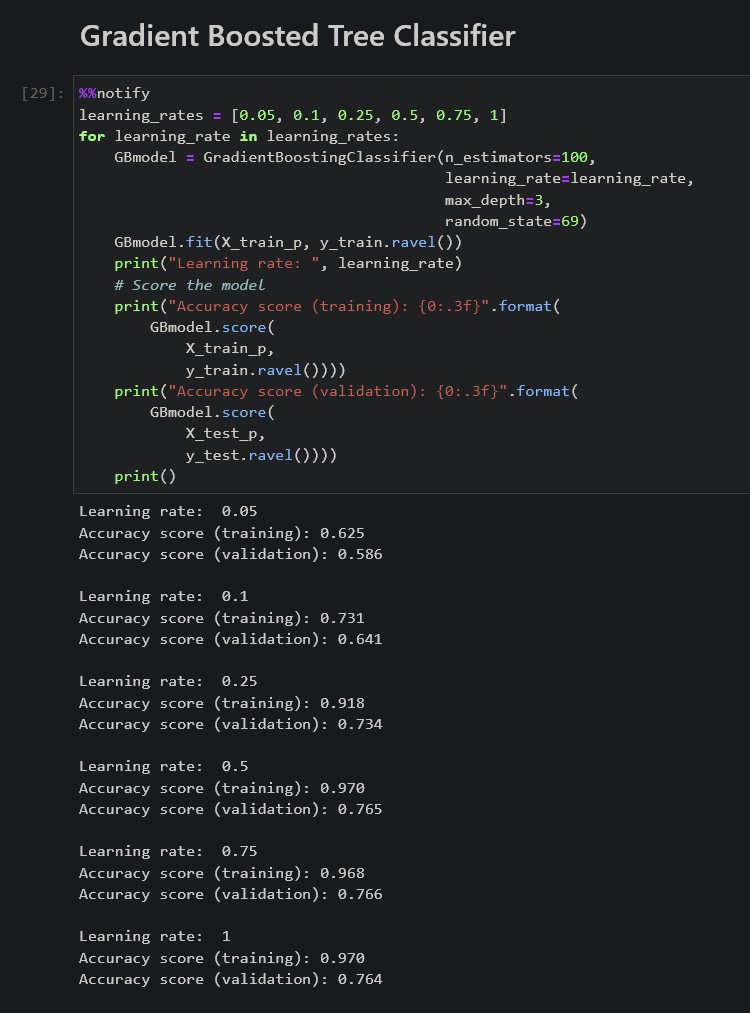 Gradient Boosted Tree Classifier
[29]: %%notify
learning_rates = [0.05, 0.1, 0.25, 0.5, 0.75, 1]
for learning_rate in learning_rates:
    GBmodel = GradientBoostingClassifier(n_estimators=100,
                                         learning_rate=learning_rate,
                                         max_depth=3,
                                         random_state=69)
    GBmodel.fit(X_train_p, y_train.ravel())
    print("Learning rate: ", learning_rate)
    # Score the model
    print("Accuracy score (training): {0:.3f}".format(
        GBmodel.score(
            X_train_p,
            y_train.ravel())))
    print("Accuracy score (validation): {0:.3f}".format(
        GBmodel.score(
            X_test_p,
            y_test.ravel())))
    print()
Learning rate:  0.05
Accuracy score (training): 0.625
Accuracy score (validation): 0.586

Learning rate:  0.1
Accuracy score (training): 0.731
Accuracy score (validation): 0.641

Learning rate:  0.25
Accuracy score (training): 0.918
Accuracy score (validation): 0.734

Learning rate:  0.5
Accuracy score (training): 0.970
Accuracy score (validation): 0.765

Learning rate:  0.75
Accuracy score (training): 0.968
Accuracy score (validation): 0.766

Learning rate:  1
Accuracy score (training): 0.970
Accuracy score (validation): 0.764